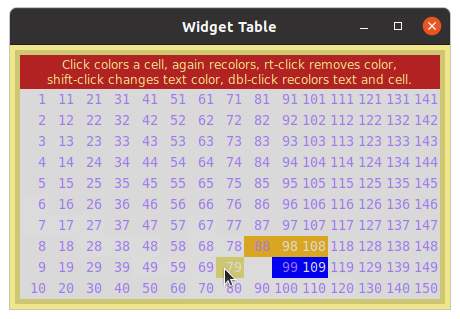 Widget Table
Click colors a cell, again recolors, rt-click removes color,
shift-click changes text color, dbl-click recolors text and cell.
1 11 21 31 41 51 61 71 81 91 101 111 121 131 141
2 12 22 32 42 52 62 72 82 92 102 112 122 132 142
3 13 23 33 43 53 63 73 83 93 103 113 123 133 143
4 14 24 34 44 54 64 74 84 94 104 114 124 134 144
5 15 25 35 45 55 65 75 85 95 105 115 125 135 145
6 16 26 36 46 56 66 76 86 96 106 116 126 136 146
7 17 27 37 47 57 67 77 87 97 107 117 127 137 147
8 18 28 38 48 58 68 78 88 98 108 118 128 138 148
9 19 29 39 49 59 69 79 99 109 119 129 139 149
10 20 30 40 50 60 70 80 90 100 110 120 130 140 150